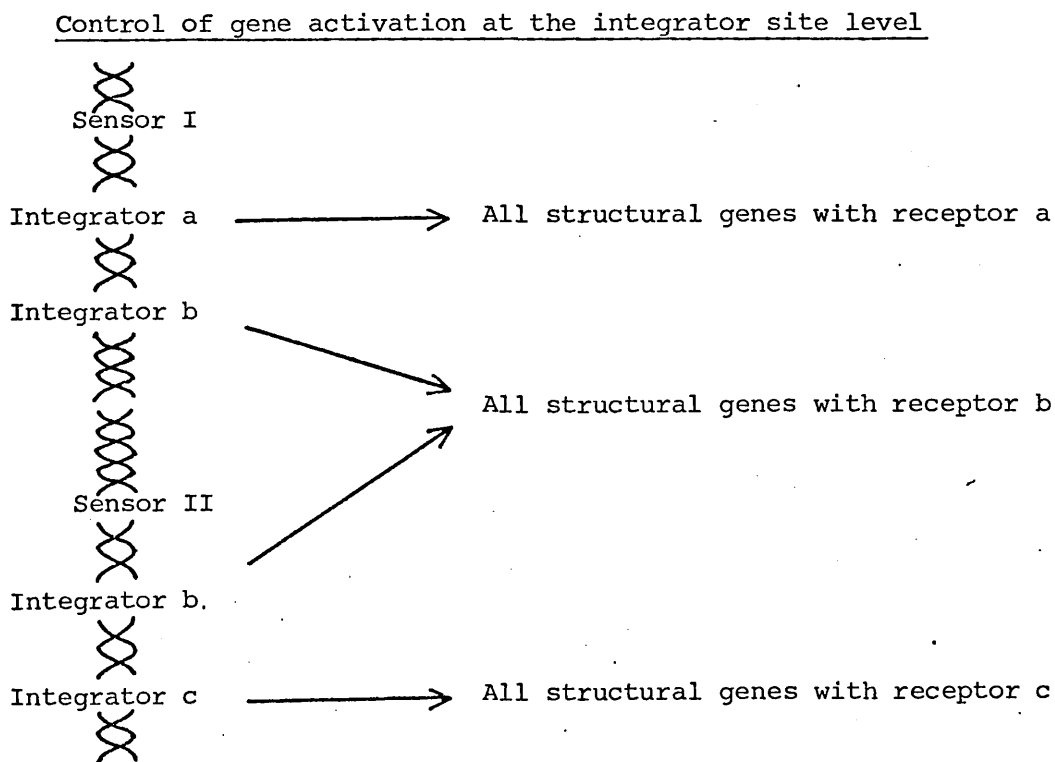 Control of gene activation at the integrator site level
Sensor I
Integrator a
All structural genes with receptor a
Integrator b
All structural genes with receptor b
Sensor II
Integrator b.
Integrator c
All structural genes with receptor c